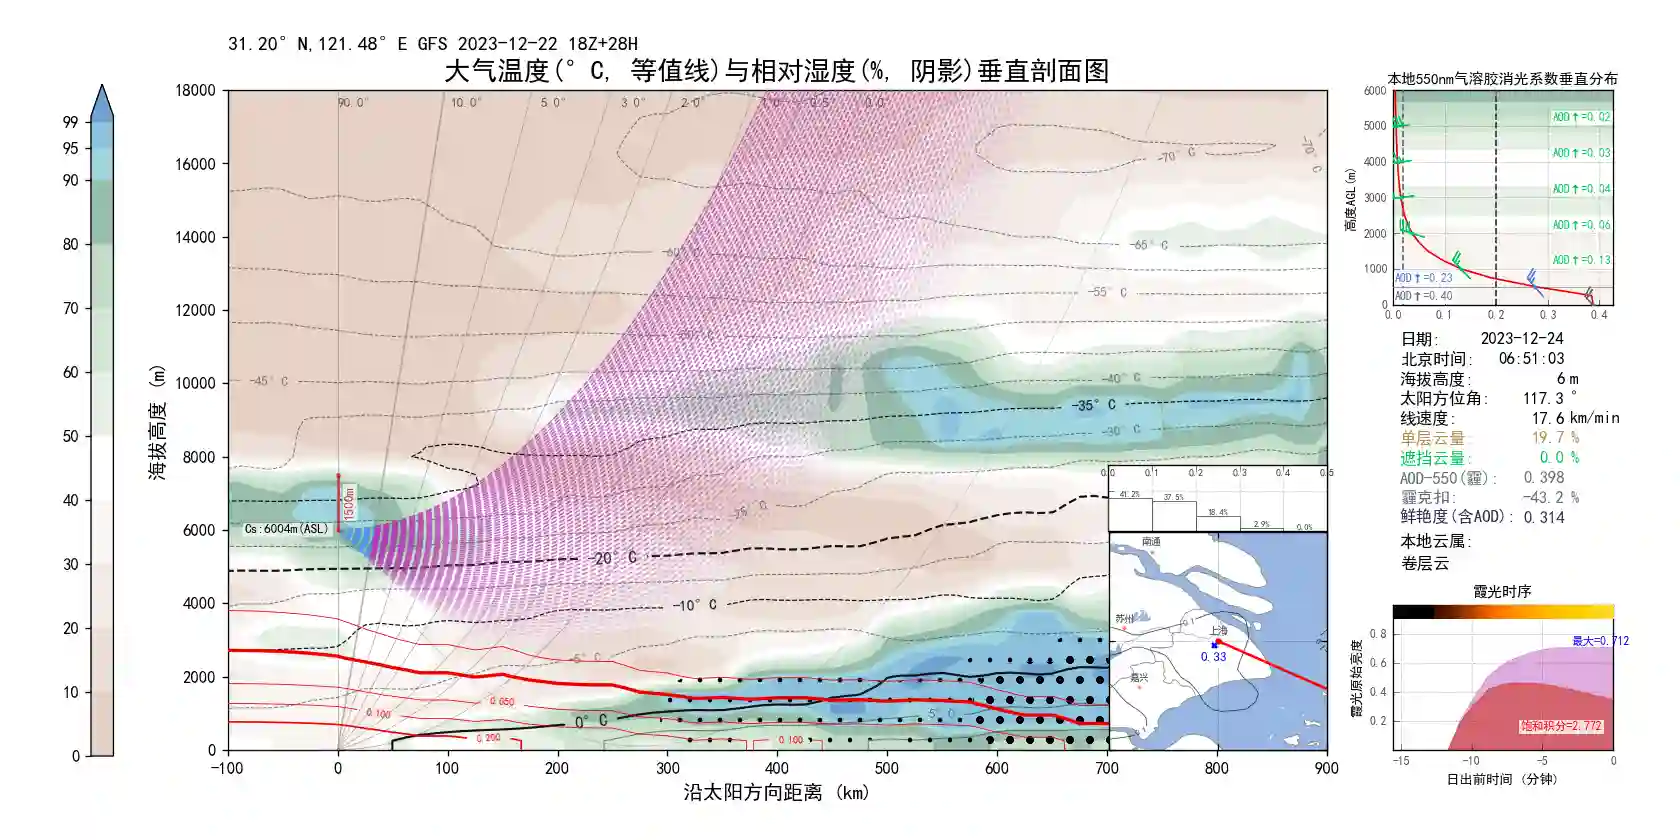 31.20° N,121.48° E GFS 2023-12-22 18Z+28H
大气温度(° C, 等值线)与相对湿度(%, 阴影)垂直剖面图
99
95
90
80
70
60
50
40
30
20
10
0
海拔高度 (m)
18000
16000
14000
12000
10000
8000
6000
4000
2000
0
90.0°
10.0°
5.0°
3.0°
2.0°
1.0°
0.5
0.0
-70° C
-70° C
-65° C
-60
-55° C
-45° C
-40° C
-35° C
-30° C
-20° C
-10° C
-5° C
0° C
5° C
1500m
Cs:6004m(ASL)
0.050
0.100
0.200
0.100
-100
0
100
200
300
400
500
600
700
800
900
沿太阳方向距离 (km)
0.0
0.1
0.2
0.3
0.4
0.5
41.2%
37.5%
18.4%
2.9%
0.0%
南通
苏州
上海
0.1
0.33
嘉兴
本地550nm气溶胶消光系数垂直分布
高度AGL(m)
6000
5000
4000
3000
2000
1000
0
AOD↑=0.02
AOD↑=0.03
AOD↑=0.04
AOD↑=0.06
AOD↑=0.13
AOD↑=0.23
AOD↑=0.40
0.0
0.1
0.2
0.3
0.4
日期: 2023-12-24
北京时间: 06:51:03
海拔高度: 6 m
太阳方位角: 117.3 °
线速度: 17.6 km/min
单层云量: 19.7 %
遮挡云量: 0.0 %
AOD-550(霾): 0.398
霾克扣: -43.2 %
鲜艳度(含AOD): 0.314
本地云属:
卷层云
霞光时序
霞光原始亮度
0.8
0.6
0.4
0.2
最大=0.712
饱和积分=2.772
-15
-10
-5
0
日出前时间 (分钟)